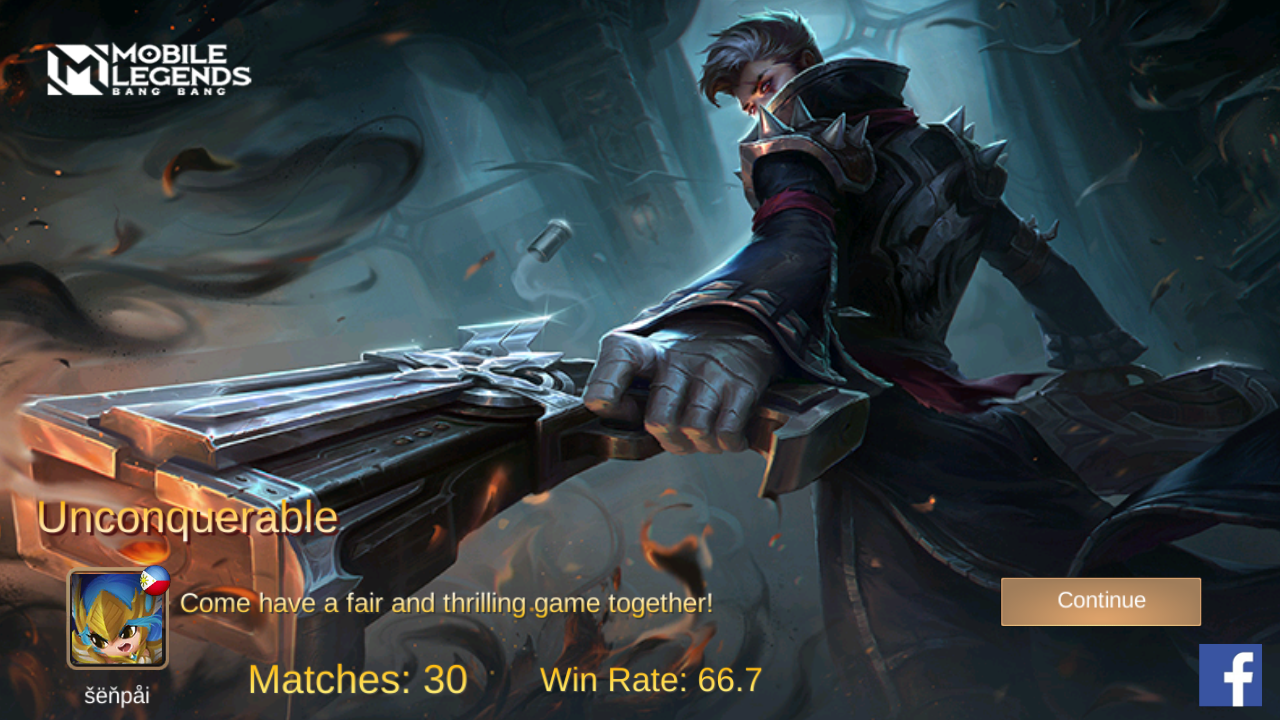 MOBILE
LEGENDS
BANG BANG
Unconquerable
Come have a fair and thrilling game together!
Continue
šëňpåi
Matches: 30
Win Rate: 66.7